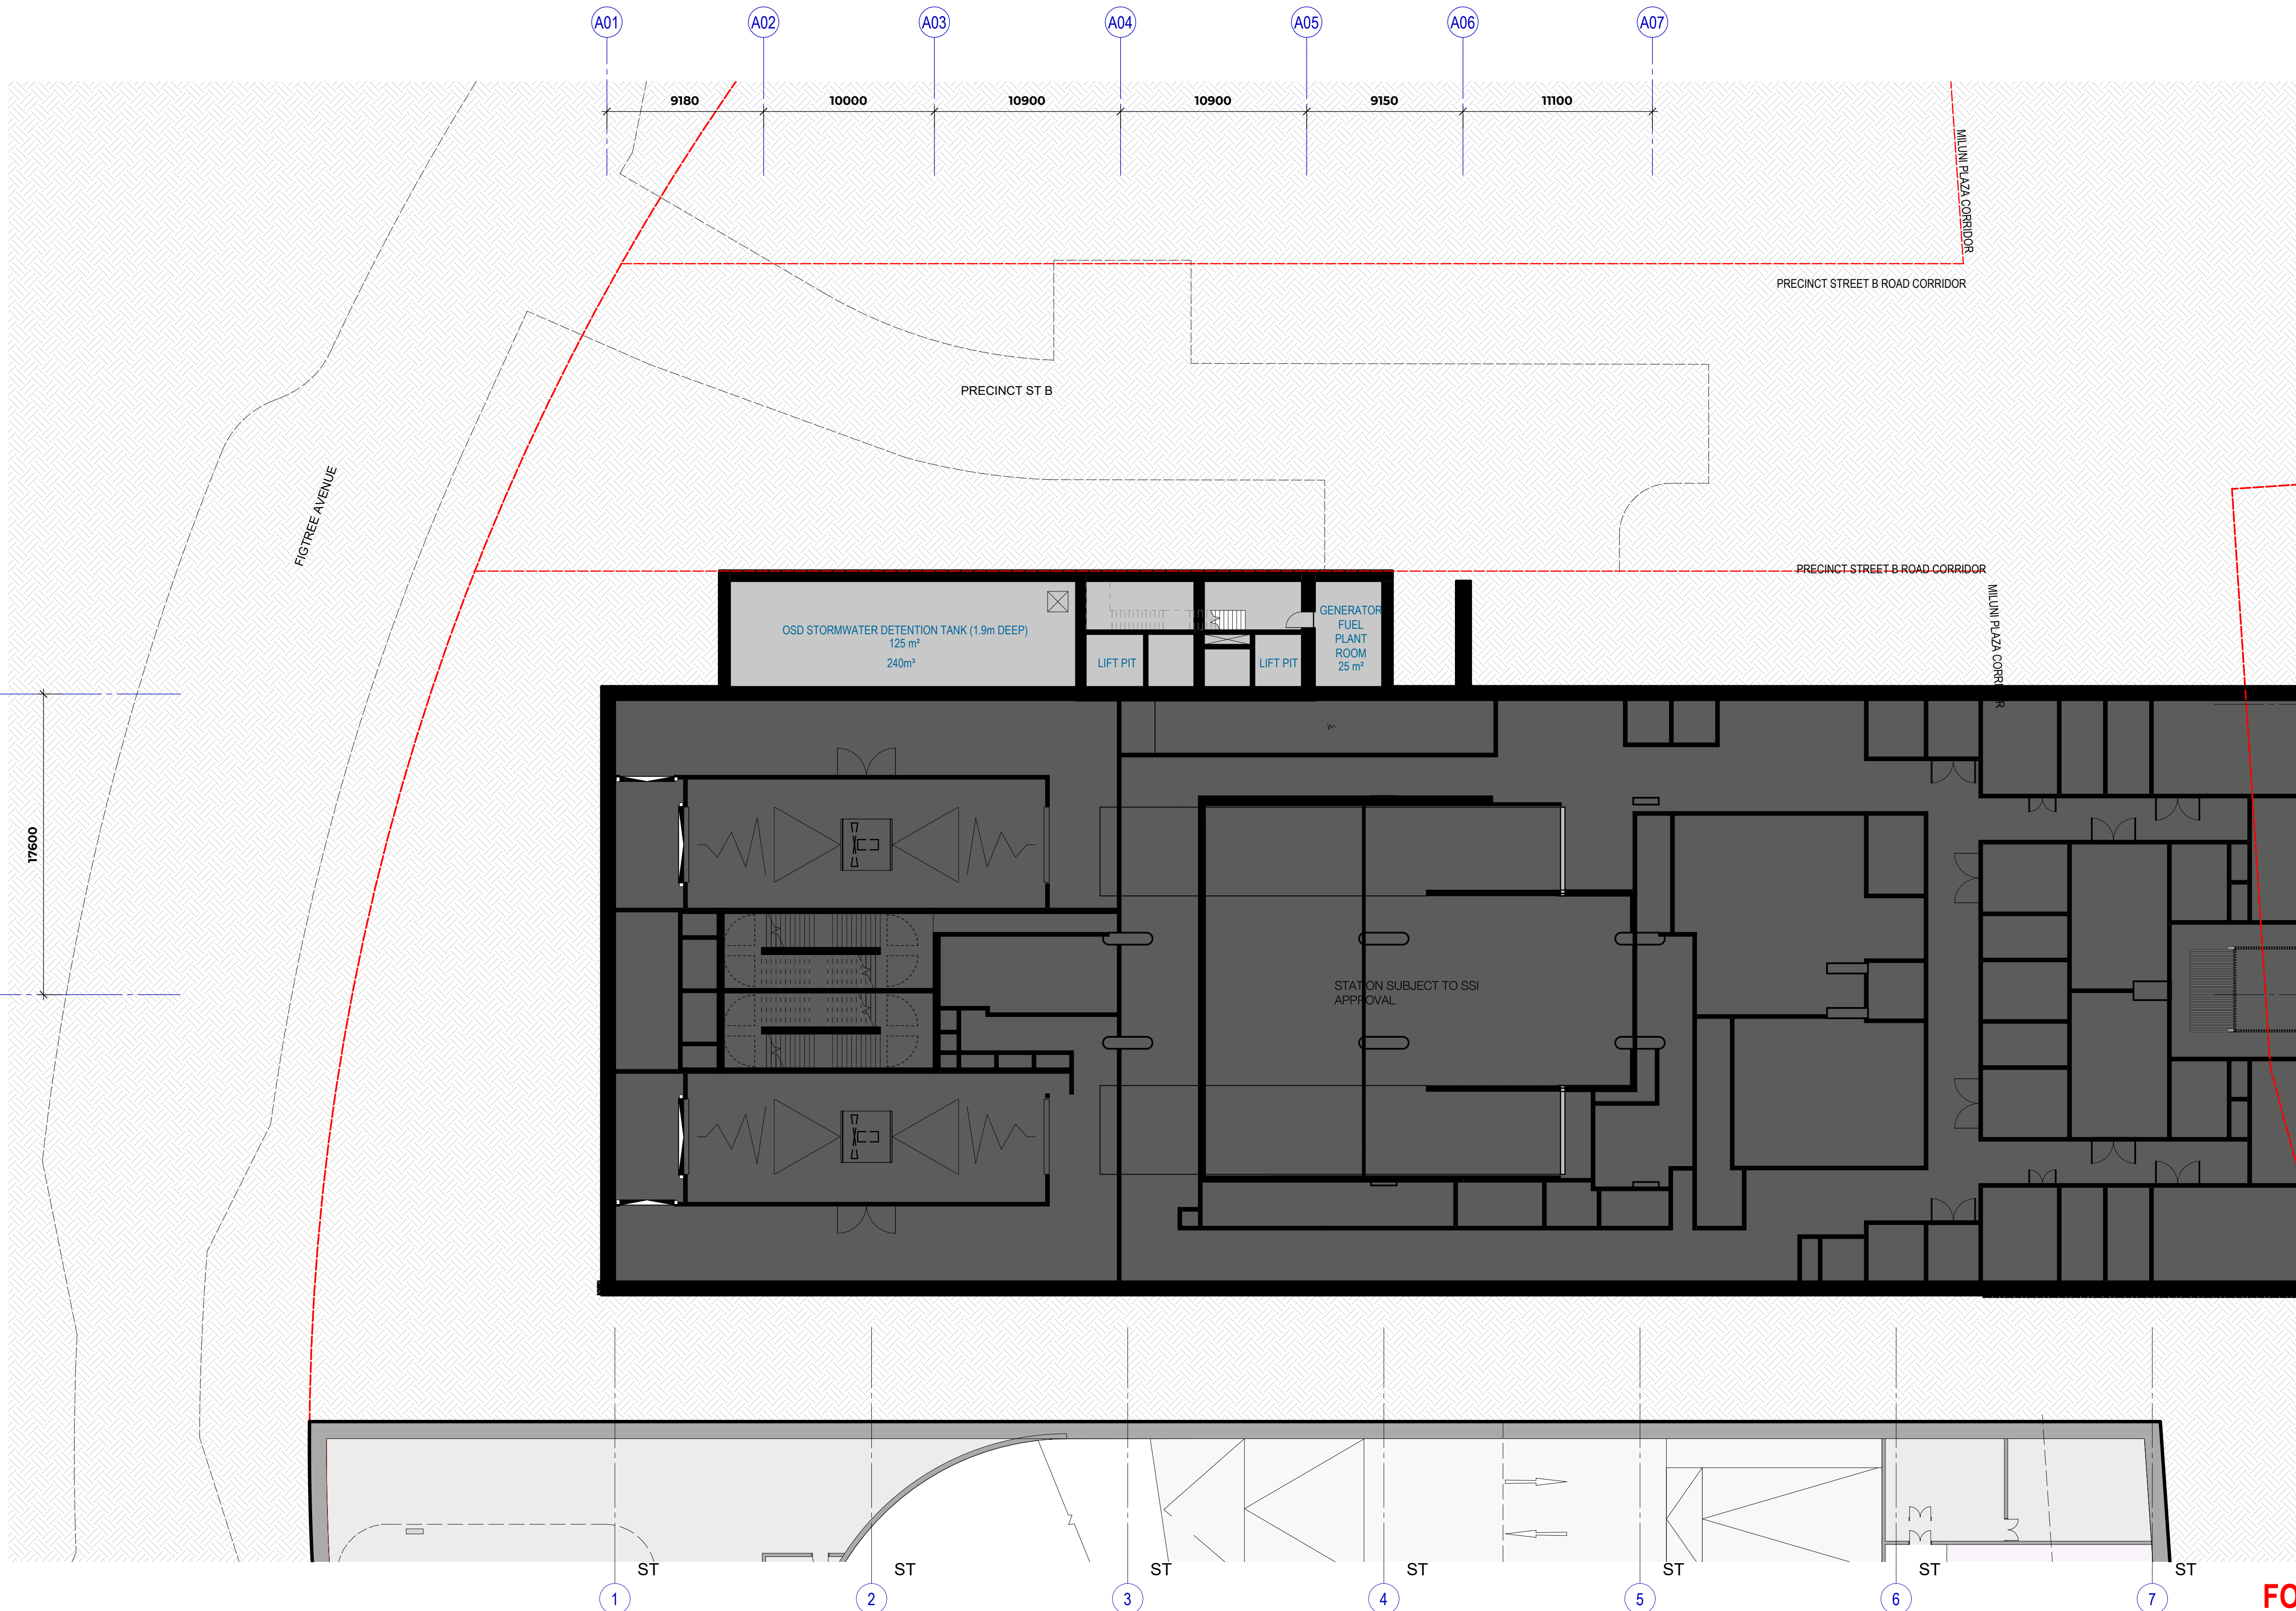 A01 A02 A03 A04 A05 A06 A07
9180 10000 10900 10900 9150 11100
MILUNI PLAZA CORRIDOR
PRECINCT STREET B ROAD CORRIDOR
PRECINCT ST B
FIGTREE AVENUE
PRECINCT STREET B ROAD CORRIDOR
MILUNI PLAZA CORRIDOR
OSD STORMWATER DETENTION TANK (1.9m DEEP)
125 m²
240m³
LIFT PIT
LIFT PIT
GENERATOR
FUEL
PLANT
ROOM
25 m²
17600
STATION SUBJECT TO SSI
APPROVAL
ST ST ST ST ST ST ST
1 2 3 4 5 6 7
FO